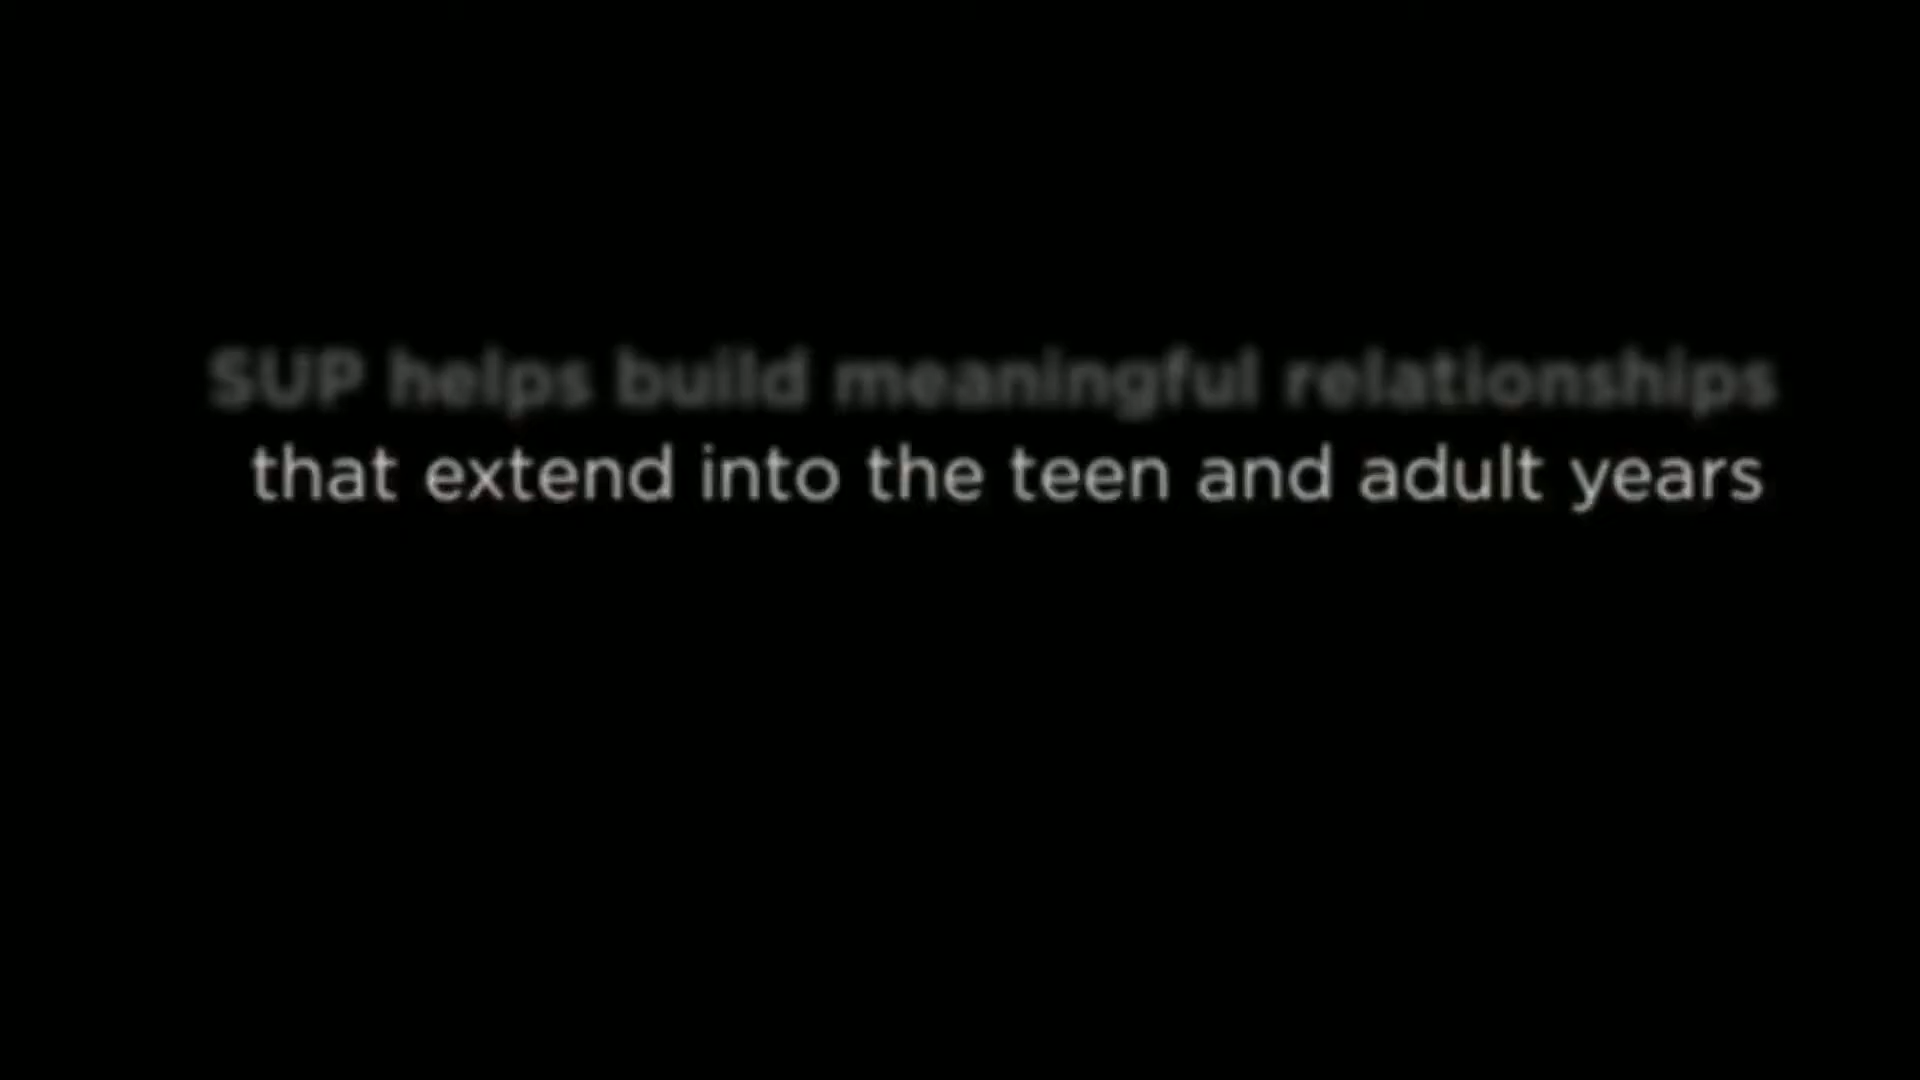 SUP helps build meaningful relationships
that extend into the teen and adult years